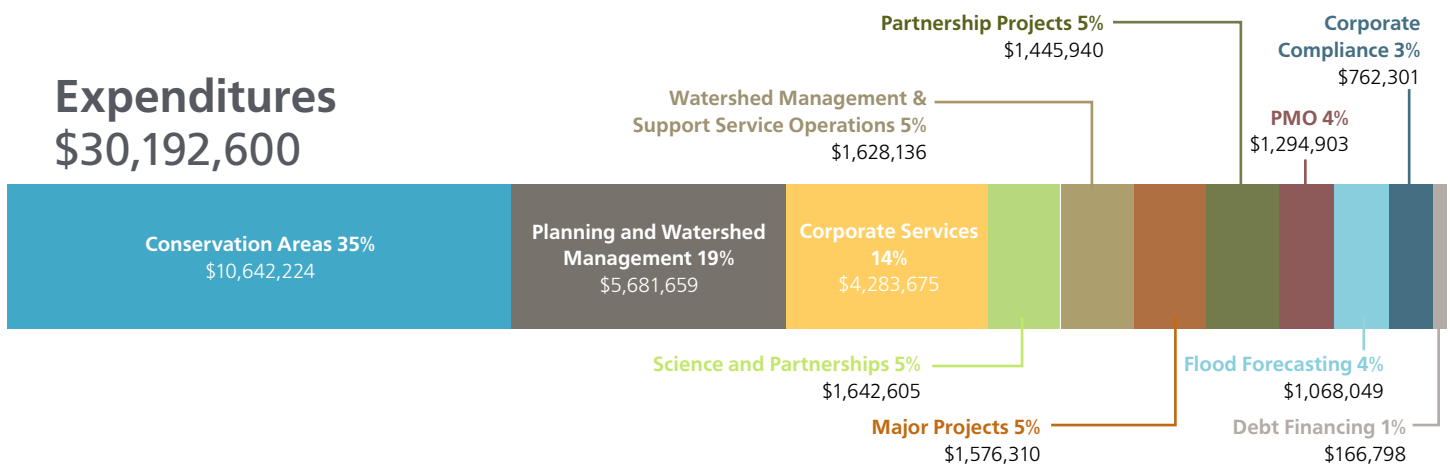 Partnership Projects 5%
$1,445,940
Corporate
Compliance 3%
$762,301
Expenditures
$30,192,600
Watershed Management &
Support Service Operations 5%
$1,628,136
PMO 4%
$1,294,903
Conservation Areas 35%
$10,642,224
Planning and Watershed
Management 19%
$5,681,659
Corporate Services
14%
$4,283,675
Science and Partnerships 5%
$1,642,605
Flood Forecasting 4%
$1,068,049
Major Projects 5%
$1,576,310
Debt Financing 1%
$166,798